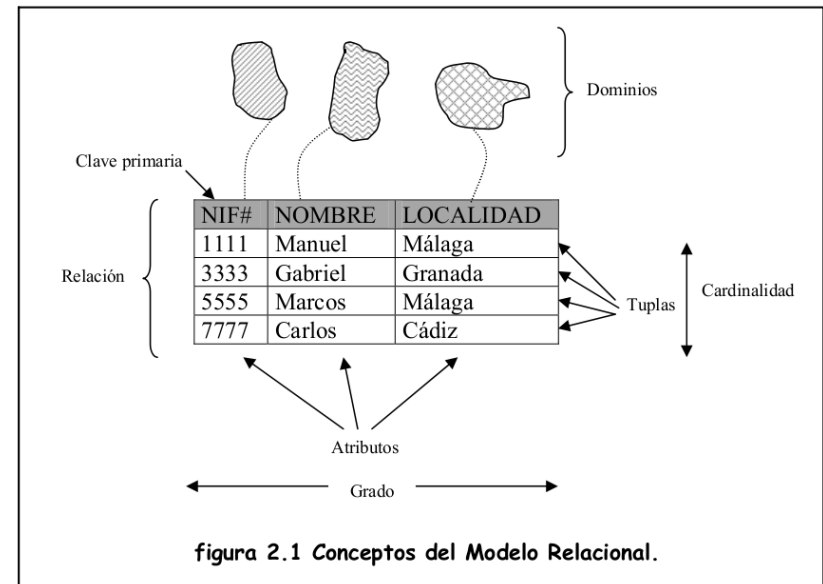 Dominios
Clave primaria
NIF# NOMBRE LOCALIDAD
1111 Manuel Málaga
3333 Gabriel Granada
5555 Marcos Málaga
7777 Carlos Cádiz
Relación
Tuplas
Cardinalidad
Atributos
Grado
figura 2.1 Conceptos del Modelo Relacional.